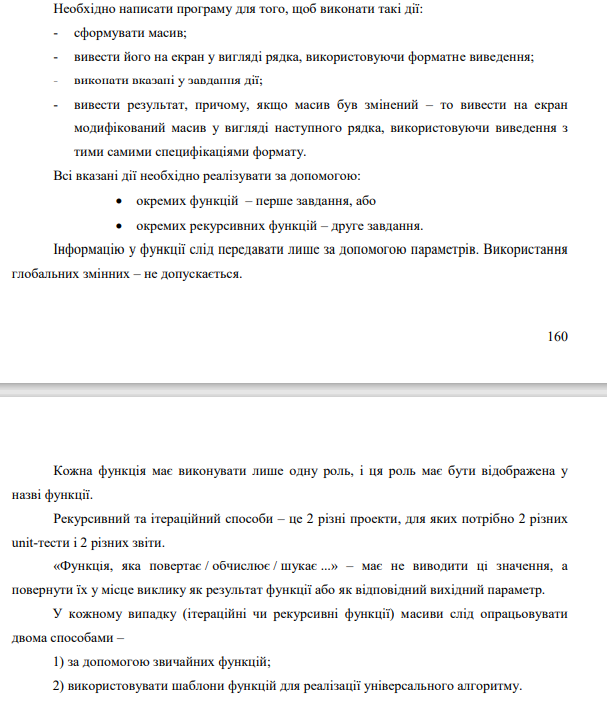 Необхідно написати програму для того, щоб виконати такі дії:
- сформувати масив;
- вивести його на екран у вигляді рядка, використовуючи форматне виведення;
- виконати вказані у завдання дії;
- вивести результат, причому, якщо масив був змінений – то вивести на екран
модифікований масив у вигляді наступного рядка, використовуючи виведення з
тими самими специфікаціями формату.
Всі вказані дії необхідно реалізувати за допомогою:
• окремих функцій – перше завдання, або
• окремих рекурсивних функцій – друге завдання.
Інформацію у функції слід передавати лише за допомогою параметрів. Використання
глобальних змінних – не допускається.
160
Кожна функція має виконувати лише одну роль, і ця роль має бути відображена у
назві функції.
Рекурсивний та ітераційний способи – це 2 різні проекти, для яких потрібно 2 різних
unit-тести і 2 різних звіти.
«Функція, яка повертає / обчислює / шукає ...» – має не виводити ці значення, а
повернути їх у місце виклику як результат функції або як відповідний вихідний параметр.
У кожному випадку (ітераційні чи рекурсивні функції) масиви слід опрацьовувати
двома способами –
1) за допомогою звичайних функцій;
2) використовувати шаблони функцій для реалізації універсального алгоритму.